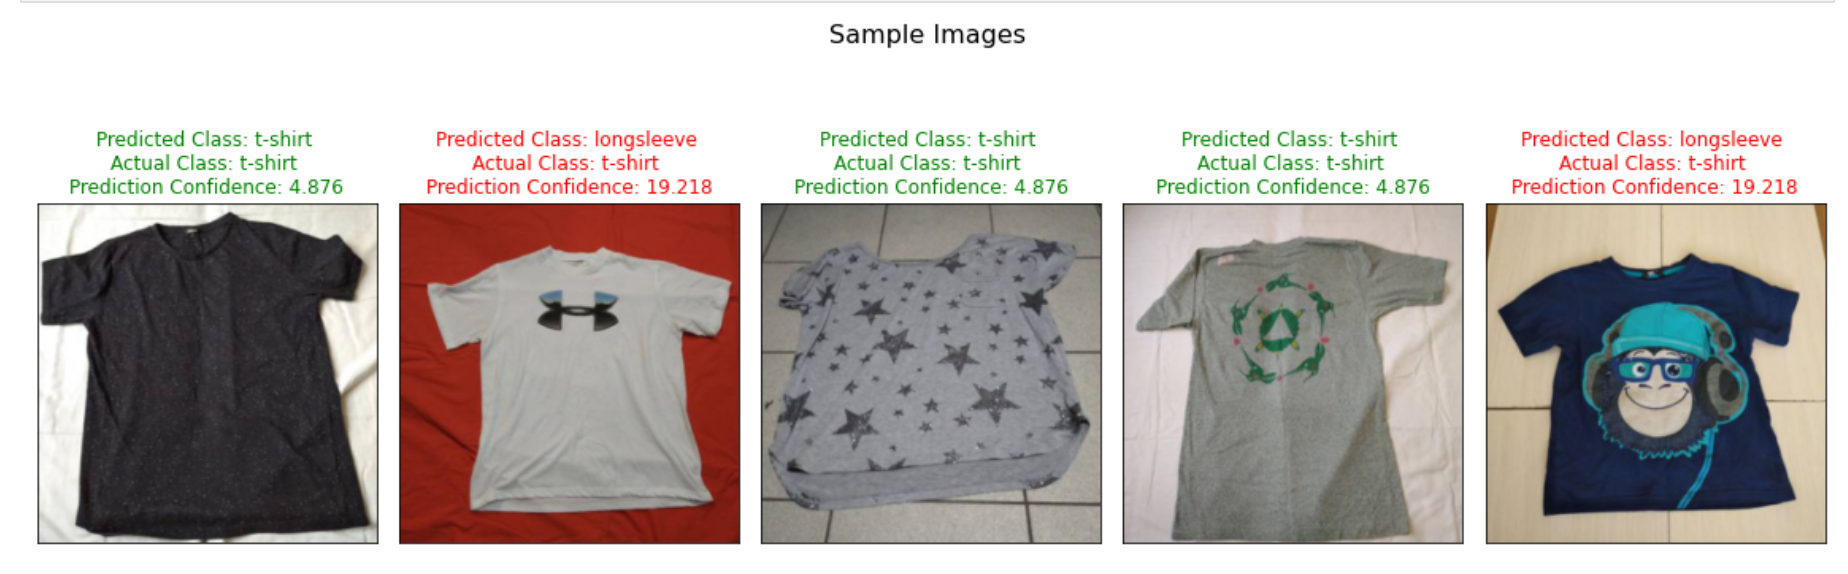 Sample Images
Predicted Class: t-shirt
Actual Class: t-shirt
Prediction Confidence: 4.876
Predicted Class: longsleeve
Actual Class: t-shirt
Prediction Confidence: 19.218
Predicted Class: t-shirt
Actual Class: t-shirt
Prediction Confidence: 4.876
Predicted Class: t-shirt
Actual Class: t-shirt
Prediction Confidence: 4.876
Predicted Class: longsleeve
Actual Class: t-shirt
Prediction Confidence: 19.218